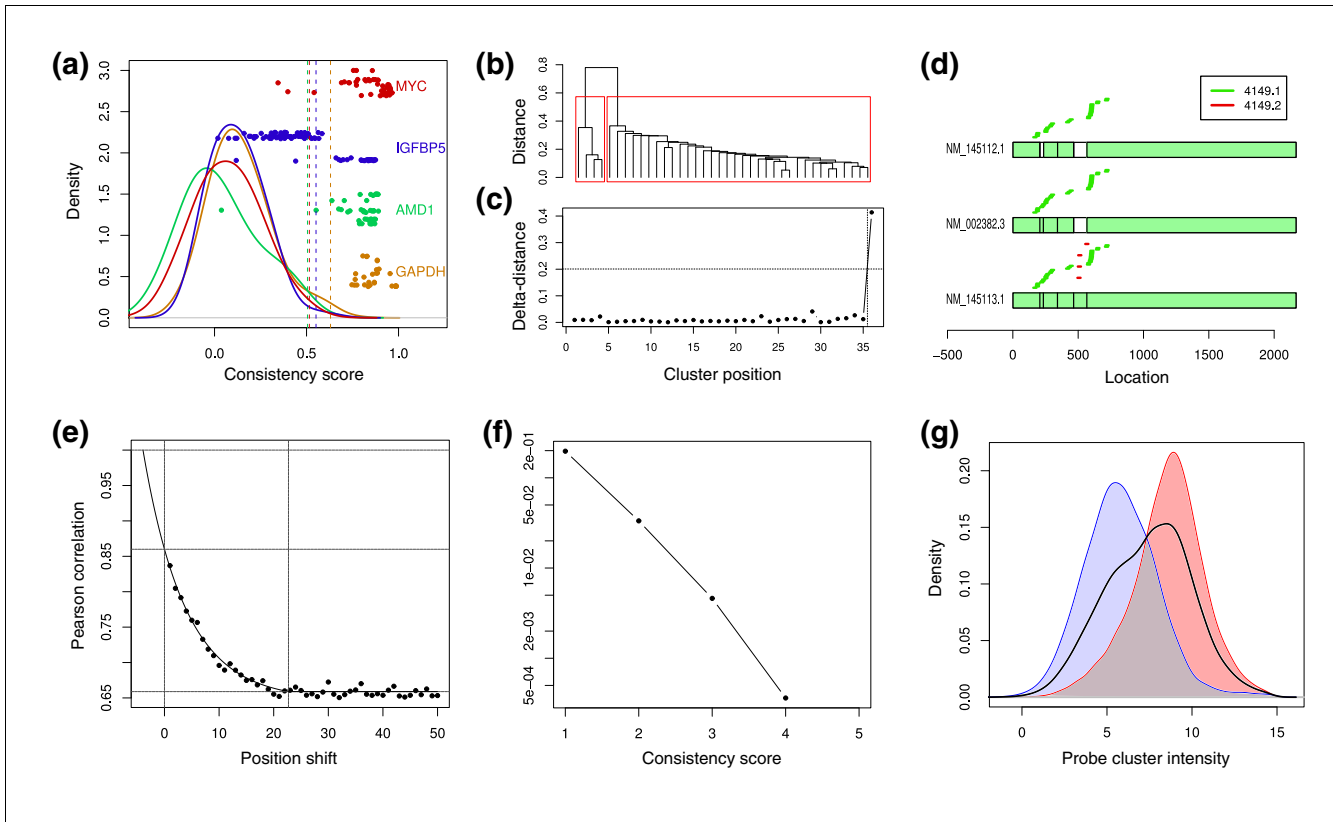 (a)
Density
0.0 0.5 1.0 1.5 2.0 2.5 3.0
MYC
IGFBP5
AMD1
GAPDH
0.0 0.5 1.0
Consistency score
(b)
Distance
0.0 0.2 0.4 0.6 0.8
(c)
Delta-distance
0.0 0.1 0.2 0.3 0.4
0 5 10 15 20 25 30 35
Cluster position
(d)
4149.1
4149.2
NM_145112.1
NM_002382.3
NM_145113.1
−500 0 500 1000 1500 2000
Location
(e)
Pearson correlation
0.65 0.75 0.85 0.95
0 10 20 30 40 50
Position shift
(f)
5e−04 2e−03 1e−02 5e−02 2e−01
1 2 3 4 5
Consistency score
(g)
Density
0.00 0.05 0.10 0.15 0.20
0 5 10 15
Probe cluster intensity